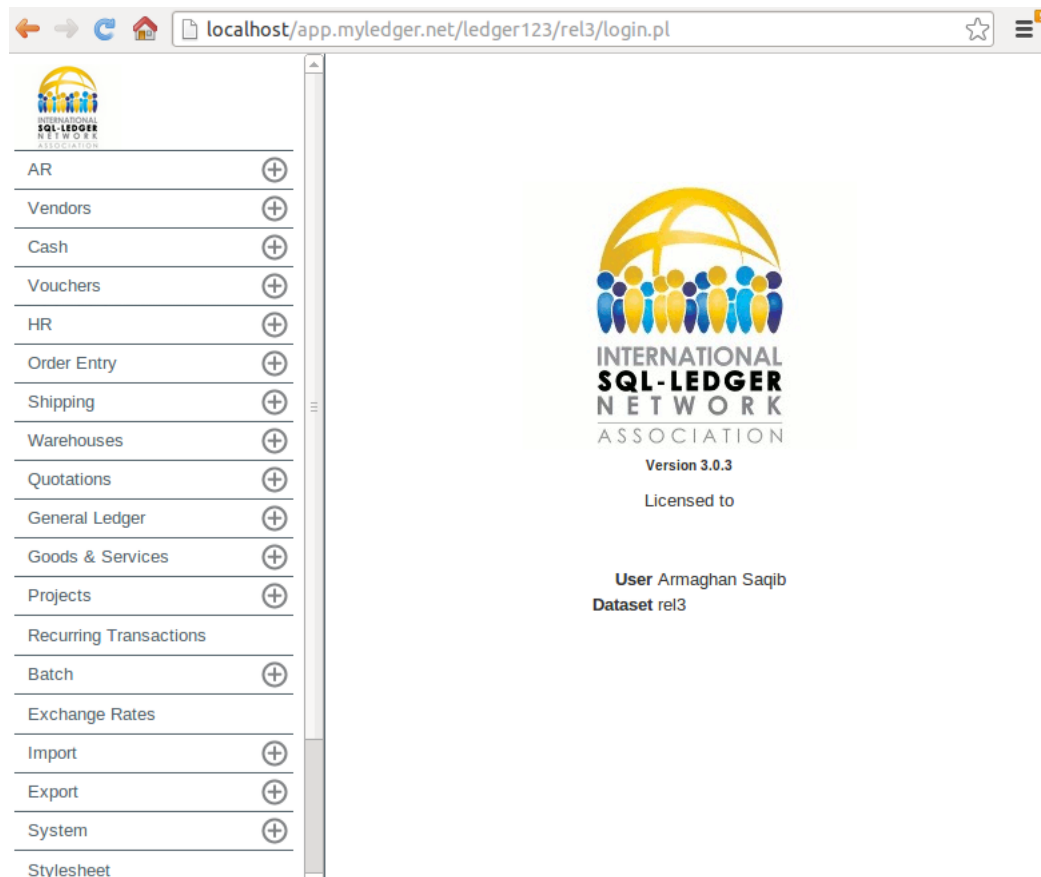 localhost/app.myledger.net/ledger123/rel3/login.pl
INTERNATIONAL
SQL-LEDGER
NETWORK
ASSOCIATION
AR
Vendors
Cash
Vouchers
HR
Order Entry
Shipping
Warehouses
Quotations
General Ledger
Goods & Services
Projects
Recurring Transactions
Batch
Exchange Rates
Import
Export
System
Stylesheet
INTERNATIONAL
SQL-LEDGER
NETWORK
ASSOCIATION
Version 3.0.3
Licensed to
User Armaghan Saqib
Dataset rel3